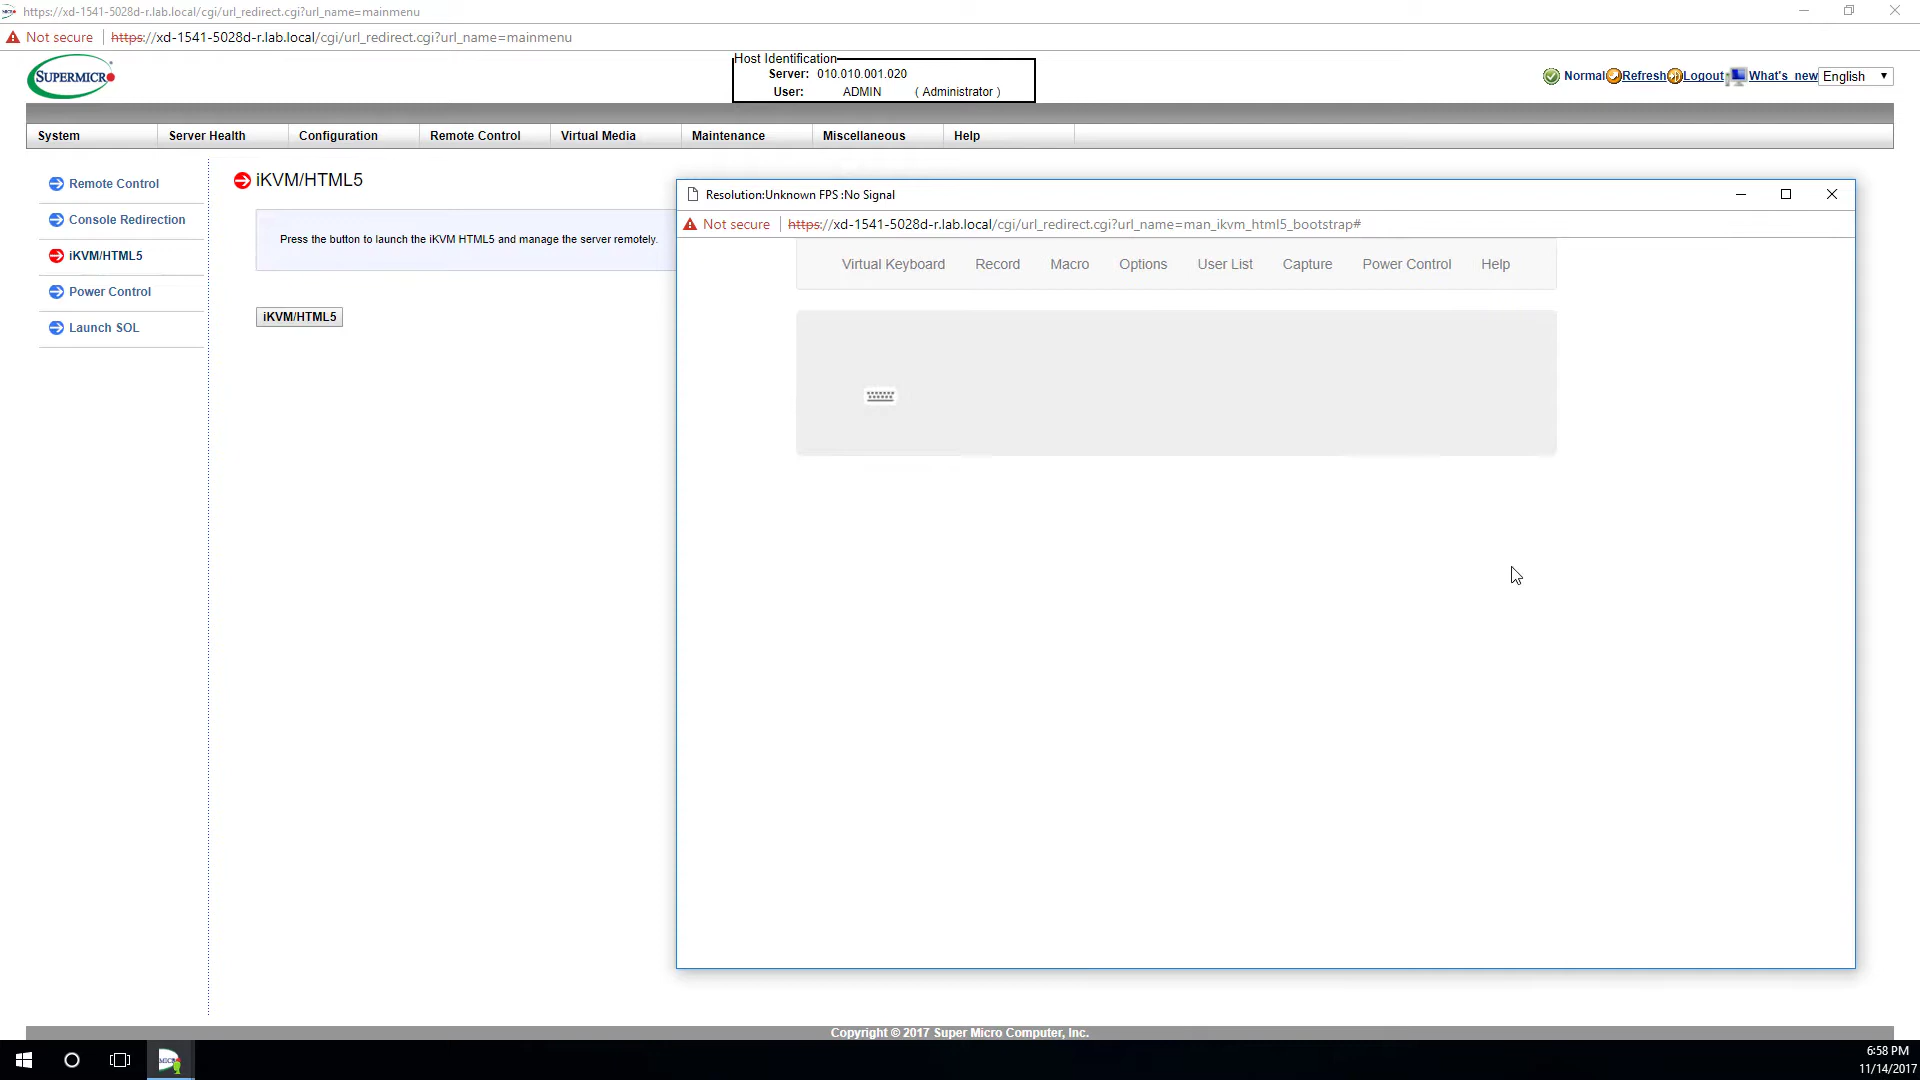 https://xd-1541-5028d-r.lab.local/cgi/url_redirect.cgi?url_name=mainmenu
Not secure https://xd-1541-5028d-r.lab.local/cgi/url_redirect.cgi?url_name=mainmenu
SUPERMICRO
Host Identification
Server: 010.010.001.020
User: ADMIN ( Administrator )
Normal Refresh Logout What's new English
System Server Health Configuration Remote Control Virtual Media Maintenance Miscellaneous Help
Remote Control
Console Redirection
iKVM/HTML5
Power Control
Launch SOL
iKVM/HTML5
Press the button to launch the iKVM HTML5 and manage the server remotely.
iKVM/HTML5
Resolution:Unknown FPS :No Signal
Not secure https://xd-1541-5028d-r.lab.local/cgi/url_redirect.cgi?url_name=man_ikvm_html5_bootstrap#
Virtual Keyboard Record Macro Options User List Capture Power Control Help
Copyright © 2017 Super Micro Computer, Inc.
6:58 PM
11/14/2017